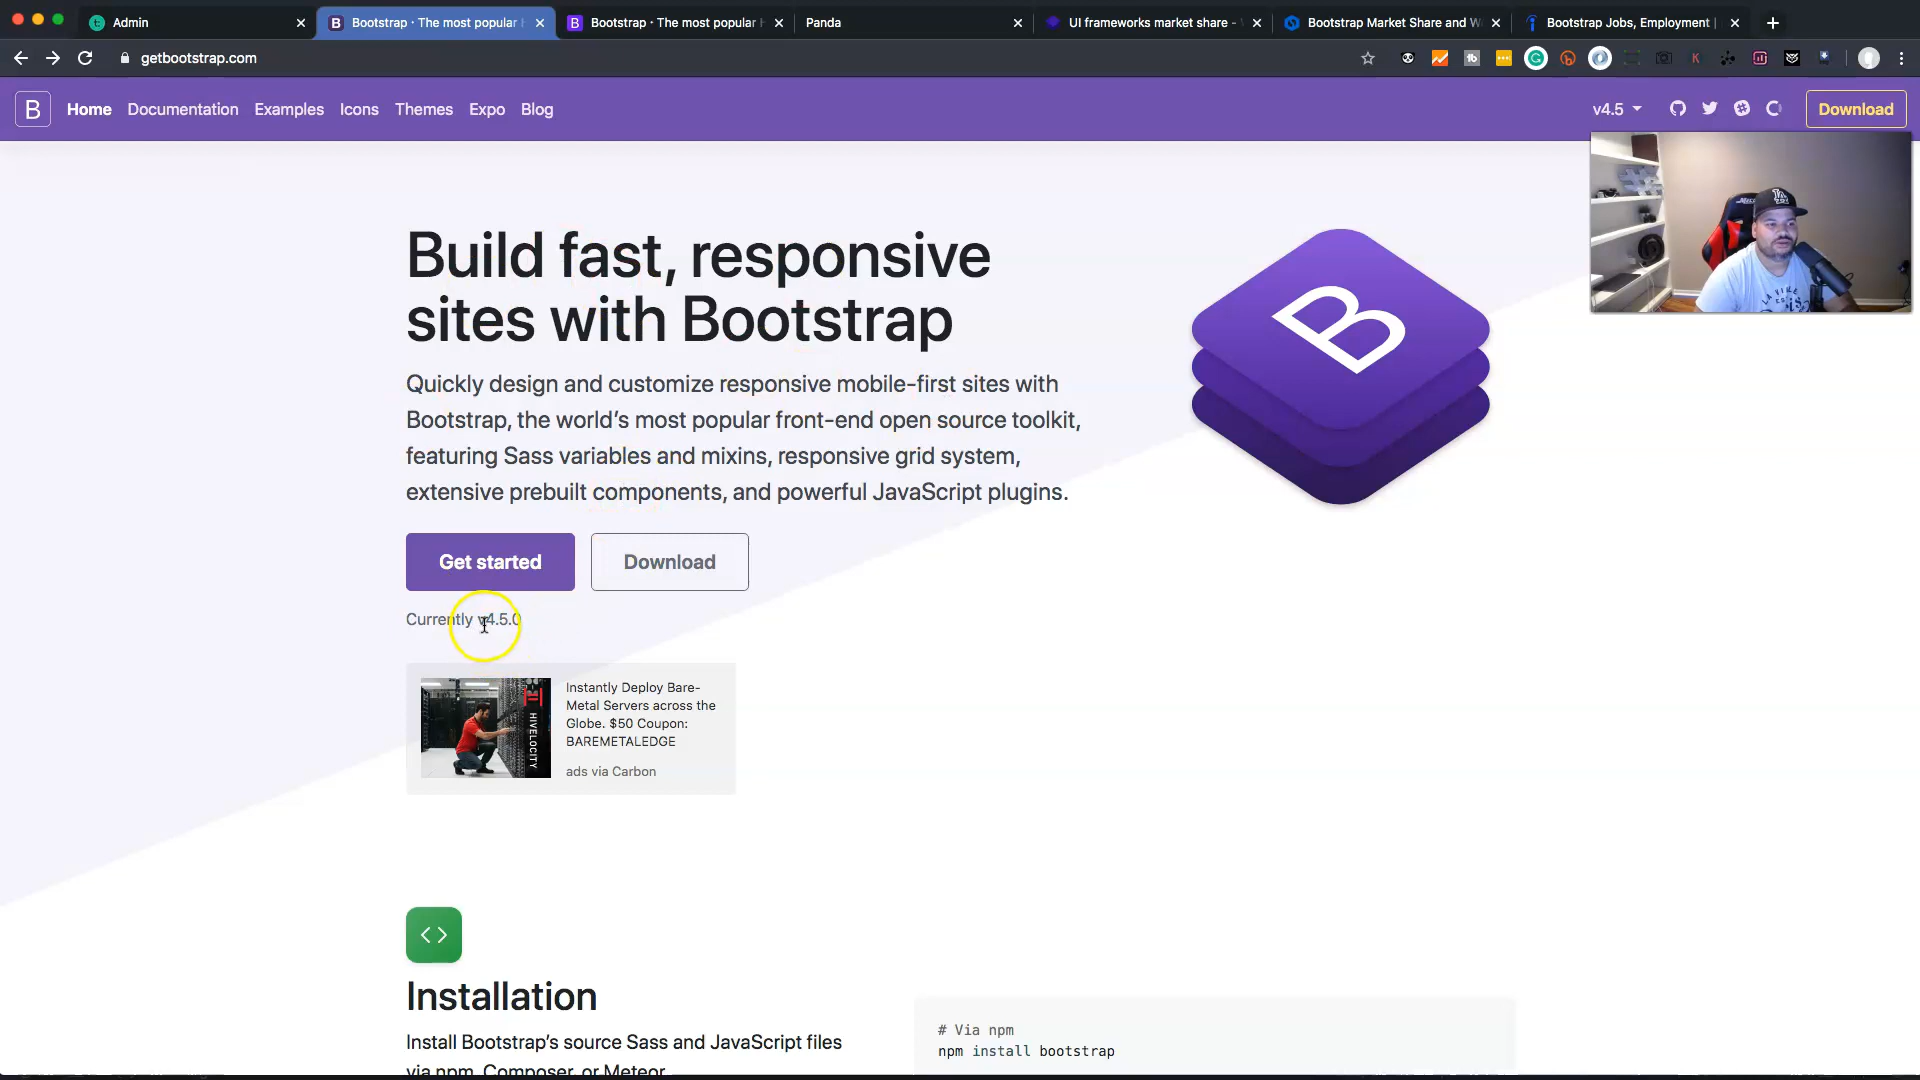 Admin
Bootstrap · The most popular H
Bootstrap · The most popular H
Panda
UI frameworks market share -
Bootstrap Market Share and W
Bootstrap Jobs, Employment |
getbootstrap.com
B
Home
Documentation
Examples
Icons
Themes
Expo
Blog
v4.5
Download
Build fast, responsive
sites with Bootstrap
Quickly design and customize responsive mobile-first sites with
Bootstrap, the world’s most popular front-end open source toolkit,
featuring Sass variables and mixins, responsive grid system,
extensive prebuilt components, and powerful JavaScript plugins.
B
Get started
Download
Currently v4.5.0
HIVELOCITY
Instantly Deploy Bare-
Metal Servers across the
Globe. $50 Coupon:
BAREMETALEDGE
ads via Carbon
Installation
Install Bootstrap’s source Sass and JavaScript files
via npm, Composer, or Meteor
# Via npm
npm install bootstrap